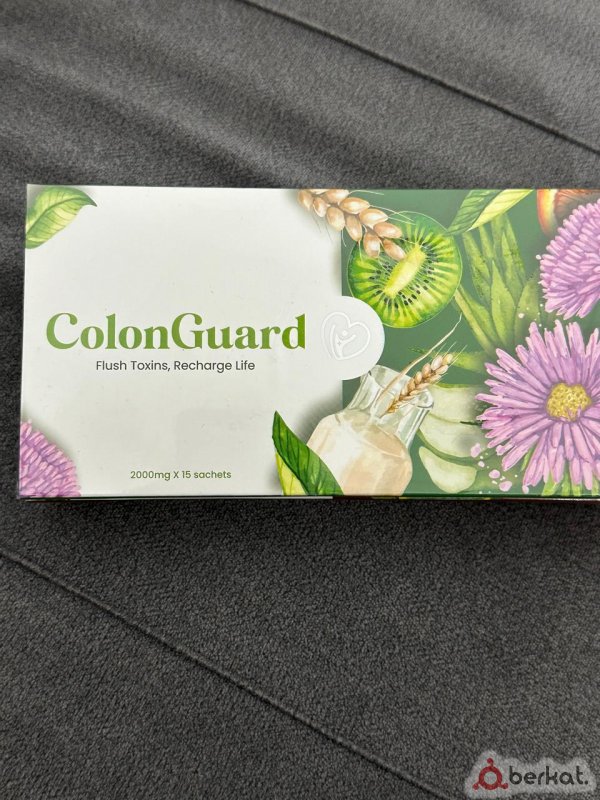 ColonGuard
Flush Toxins, Recharge Life
2000mg X 15 sachets
berkat.